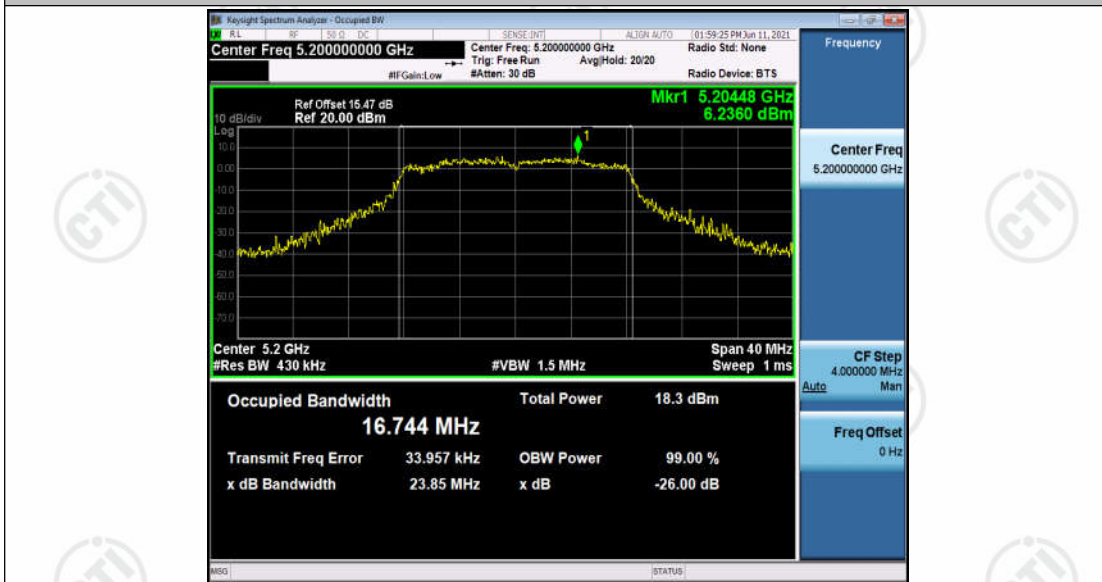 Keysight Spectrum Analyzer - Occupied BW
RL RF 50 Ω DC SENSE:INT ALIGN AUTO 01:59:25 PM Jun 11, 2021
Center Freq 5.200000000 GHz
Center Freq: 5.200000000 GHz
Radio Std: None
Trig: Free Run Avg|Hold: 20/20
#IFGain:Low
#Atten: 30 dB
Radio Device: BTS
Frequency
Mkr1 5.20448 GHz
6.2360 dBm
Ref Offset 15.47 dB
10 dB/div Ref 20.00 dBm
Log
10.0
0.00
-10.0
-20.0
-30.0
-40.0
-50.0
-60.0
-70.0
1
Center 5.2 GHz
Span 40 MHz
#Res BW 430 kHz
#VBW 1.5 MHz
Sweep 1 ms
Center Freq
5.200000000 GHz
CF Step
4.000000 MHz
Auto Man
Freq Offset
0 Hz
Occupied Bandwidth
16.744 MHz
Total Power 18.3 dBm
Transmit Freq Error 33.957 kHz
OBW Power 99.00 %
x dB Bandwidth 23.85 MHz
x dB -26.00 dB
MSG
STATUS
CTI
CTI
CTI
CTI